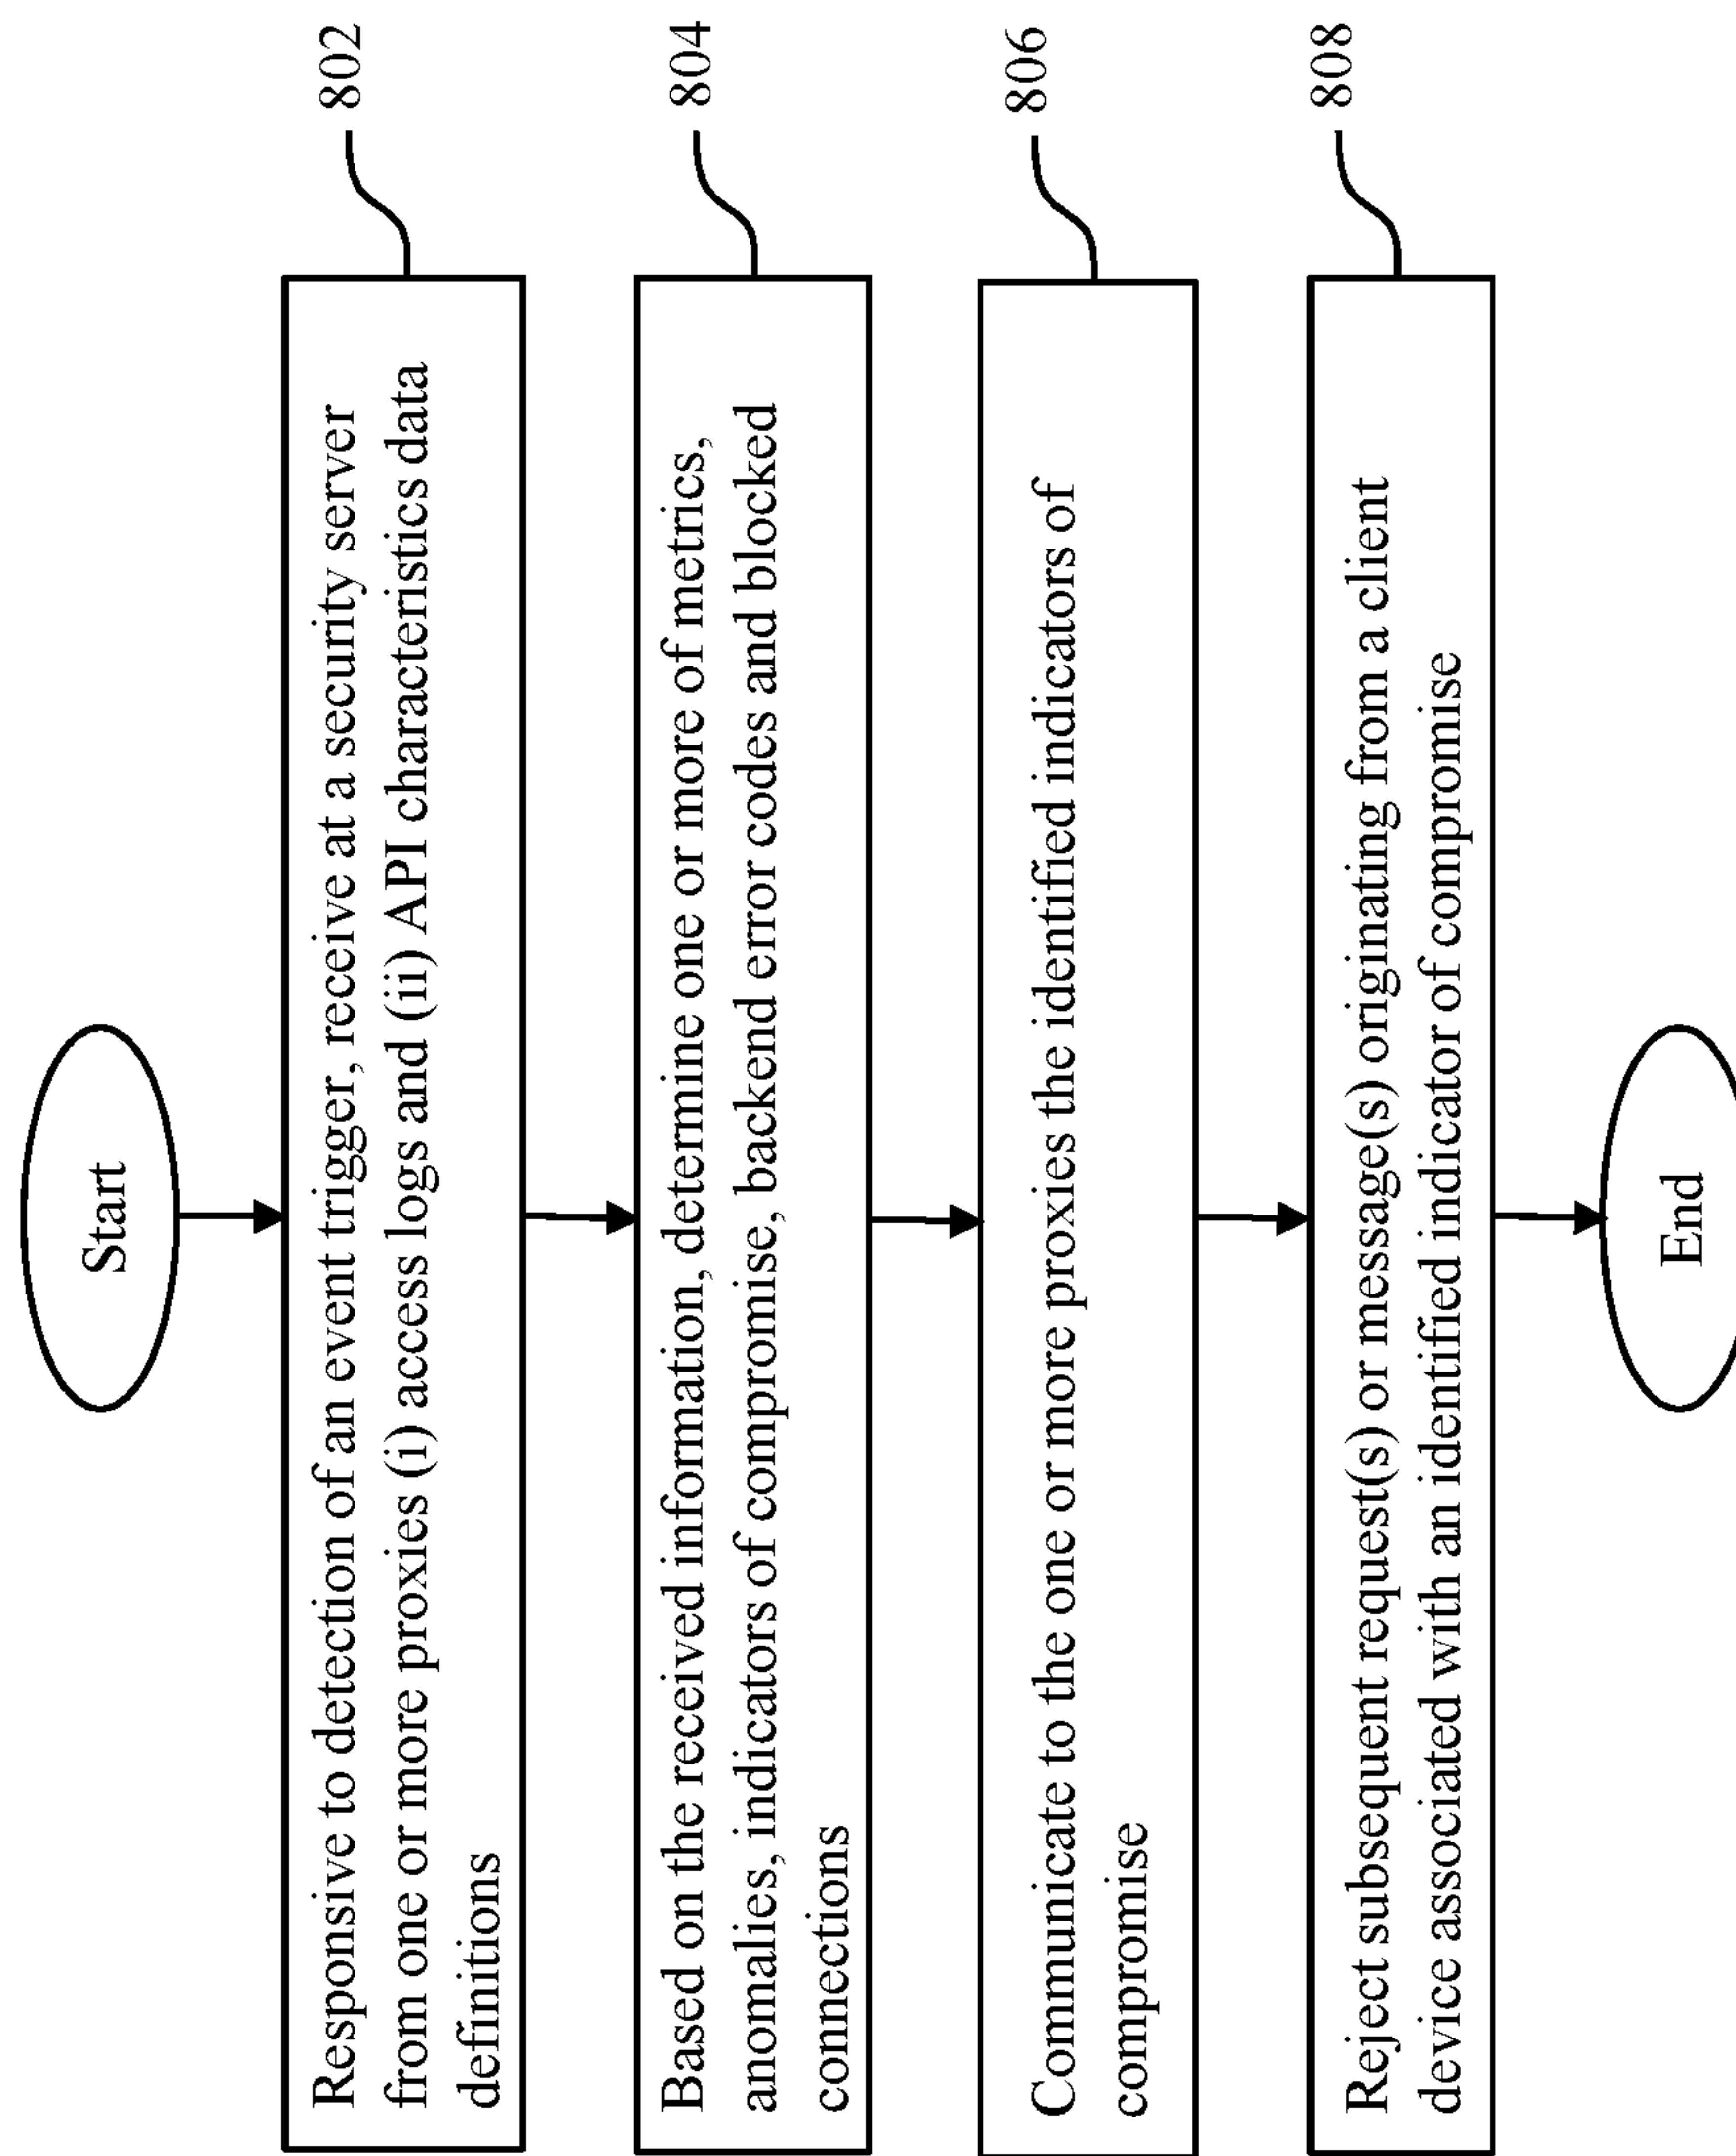 Start
802
Responsive to detection of an event trigger, receive at a security server
from one or more proxies (i) access logs and (ii) API characteristics data
definitions
804
Based on the received information, determine one or more of metrics,
anomalies, indicators of compromise, backend error codes and blocked
connections
806
Communicate to the one or more proxies the identified indicators of
compromise
808
Reject subsequent request(s) or message(s) originating from a client
device associated with an identified indicator of compromise
End